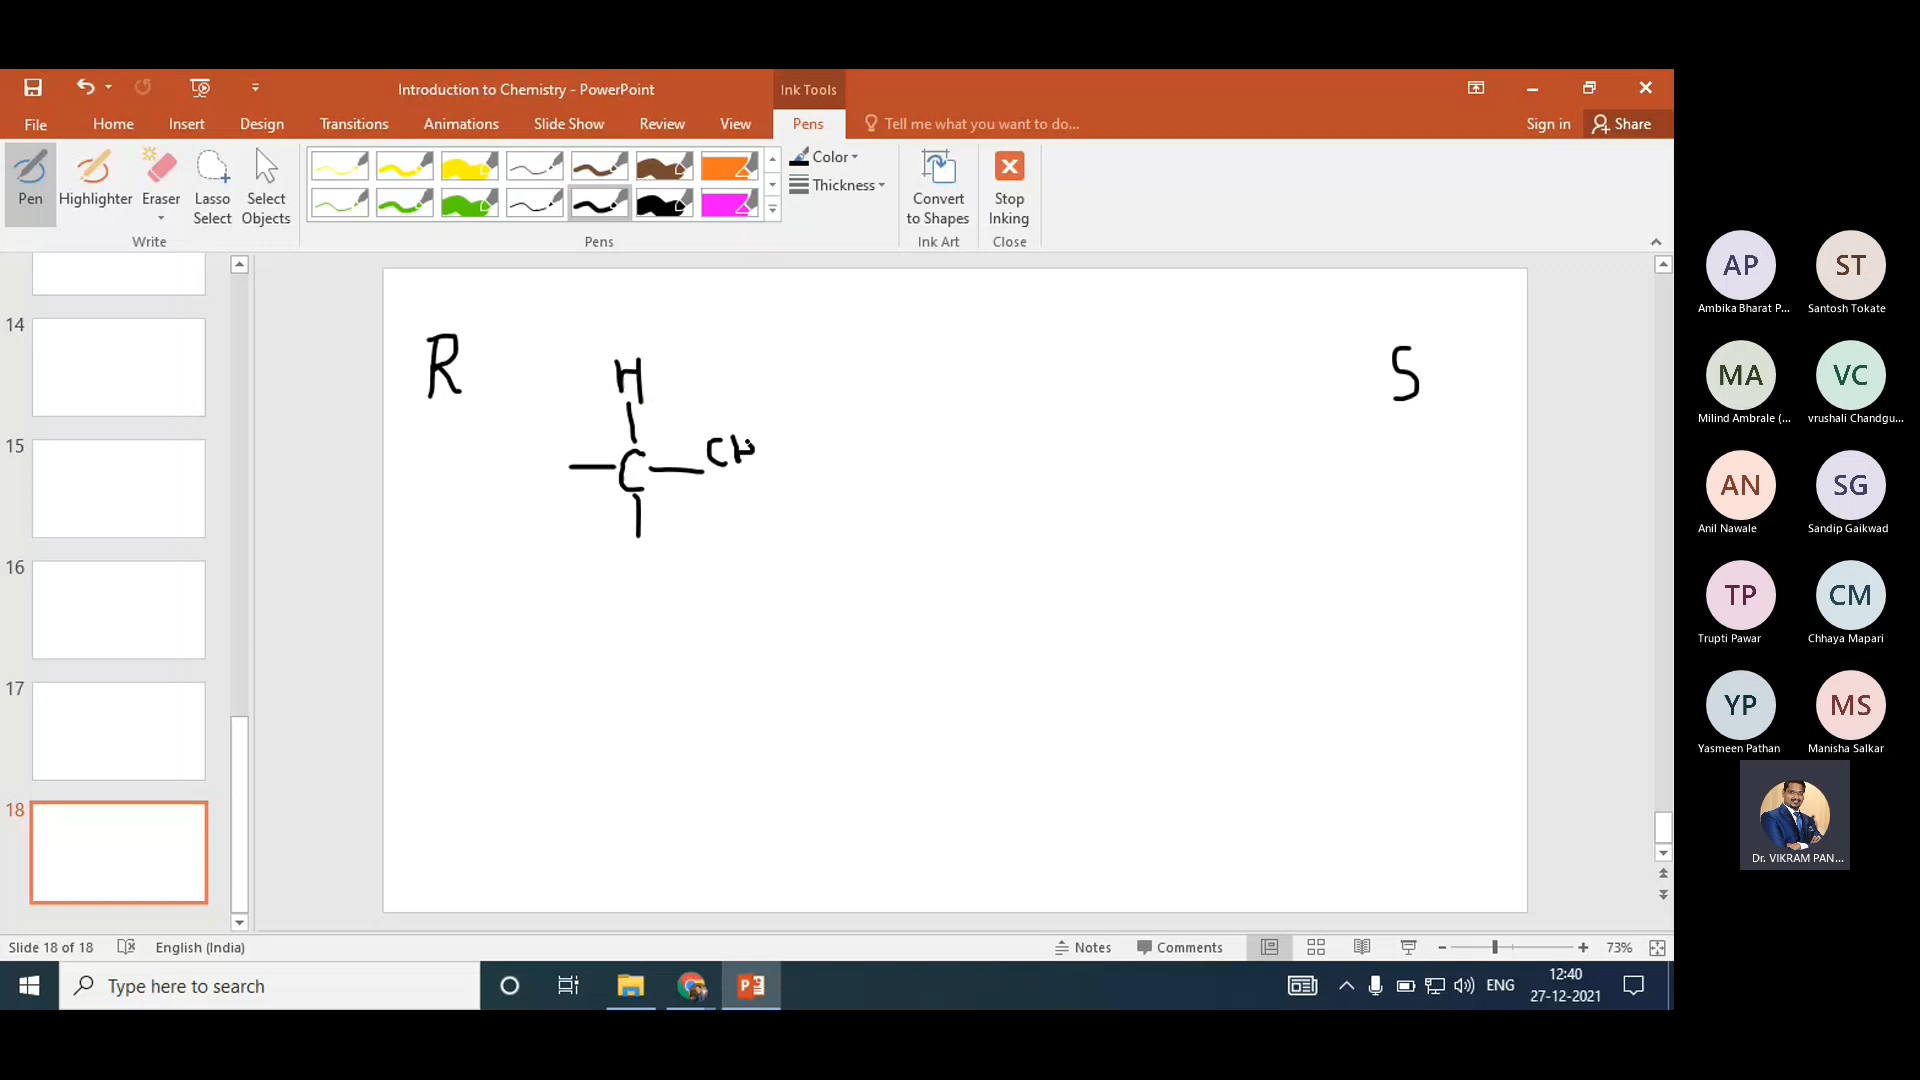 Introduction to Chemistry - PowerPoint
Ink Tools
File Home Insert Design Transitions Animations Slide Show Review View Pens Tell me what you want to do... Sign in Share
Pen
Highlighter
Eraser
Lasso Select
Select Objects
Color
Thickness
Convert to Shapes
Stop Inking
Write
Pens
Ink Art
Close
14
15
16
17
18
R
S
H
C
CH
AP
Ambika Bharat P...
ST
Santosh Tokate
MA
Milind Ambrale (...
VC
vrushali Chandgu...
AN
Anil Nawale
SG
Sandip Gaikwad
TP
Trupti Pawar
CM
Chhaya Mapari
YP
Yasmeen Pathan
MS
Manisha Salkar
Dr. VIKRAM PAN...
Slide 18 of 18 English (India) Notes Comments 73%
Type here to search
ENG
12:40
27-12-2021